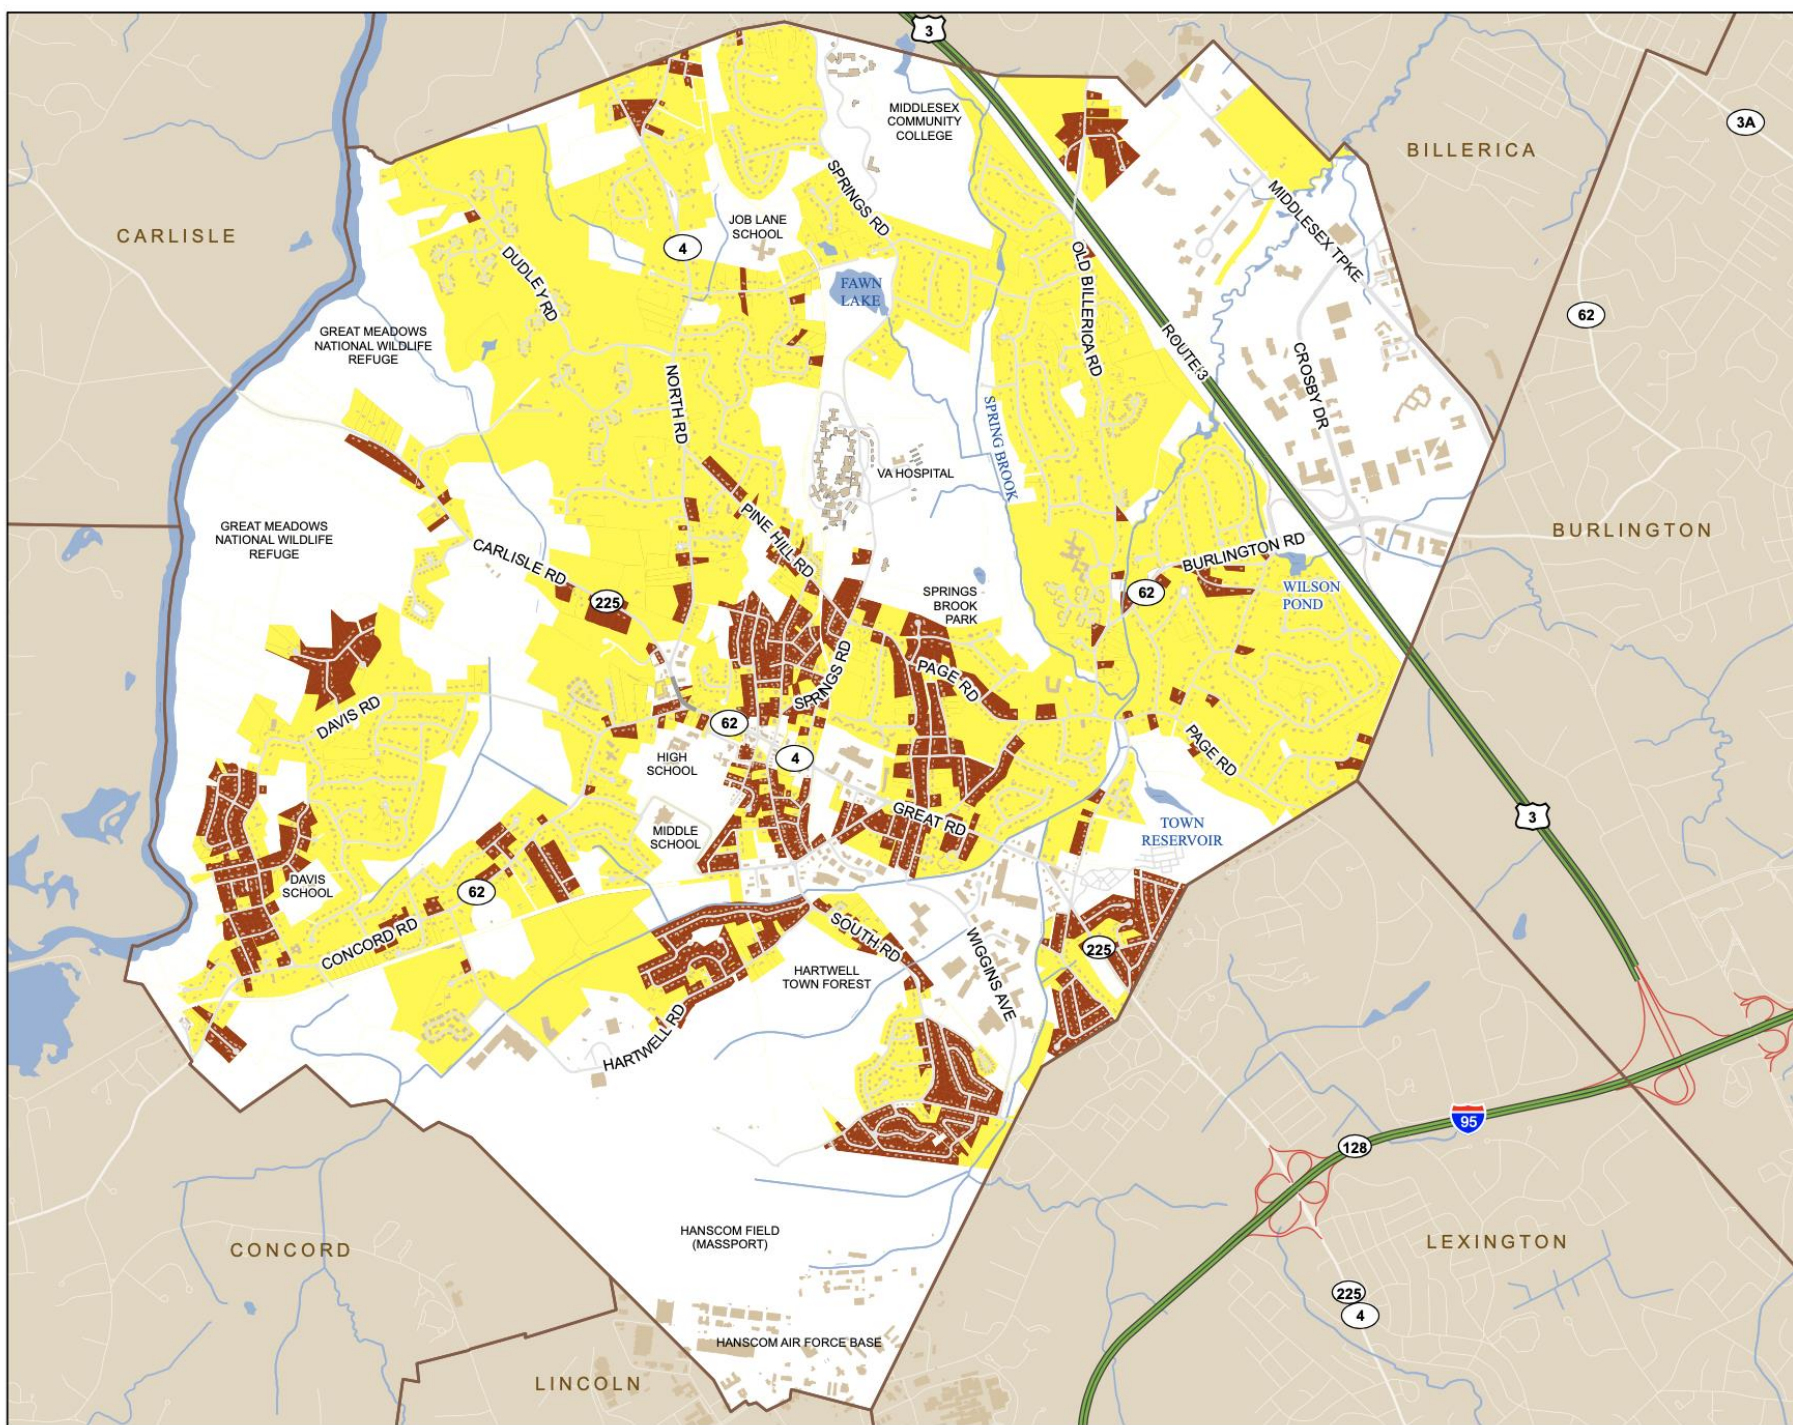 3
3A
MIDDLESEX
COMMUNITY
COLLEGE
BILLERICA
SPRINGS RD
MIDDLESEX TPKE
CARLISLE
JOB LANE
SCHOOL
4
OLD BILLERICA RD
DUDLEY RD
FAWN
LAKE
62
GREAT MEADOWS
NATIONAL WILDLIFE
REFUGE
ROUTE 3
CROSBY DR
NORTH RD
SPRING BROOK
VA HOSPITAL
GREAT MEADOWS
NATIONAL WILDLIFE
REFUGE
PINE HILL RD
BURLINGTON
BURLINGTON RD
CARLISLE RD
225
62
WILSON
POND
SPRINGS
BROOK
PARK
SPRINGS RD
PAGE RD
DAVIS RD
62
4
PAGE RD
HIGH
SCHOOL
GREAT RD
3
TOWN
RESERVOIR
MIDDLE
SCHOOL
DAVIS
SCHOOL
62
CONCORD RD
SOUTH RD
WIGGINS AVE
225
HARTWELL
TOWN FOREST
HARTWELL RD
95
128
HANSCOM FIELD
(MASSPORT)
CONCORD
LEXINGTON
225
4
HANSCOM AIR FORCE BASE
LINCOLN